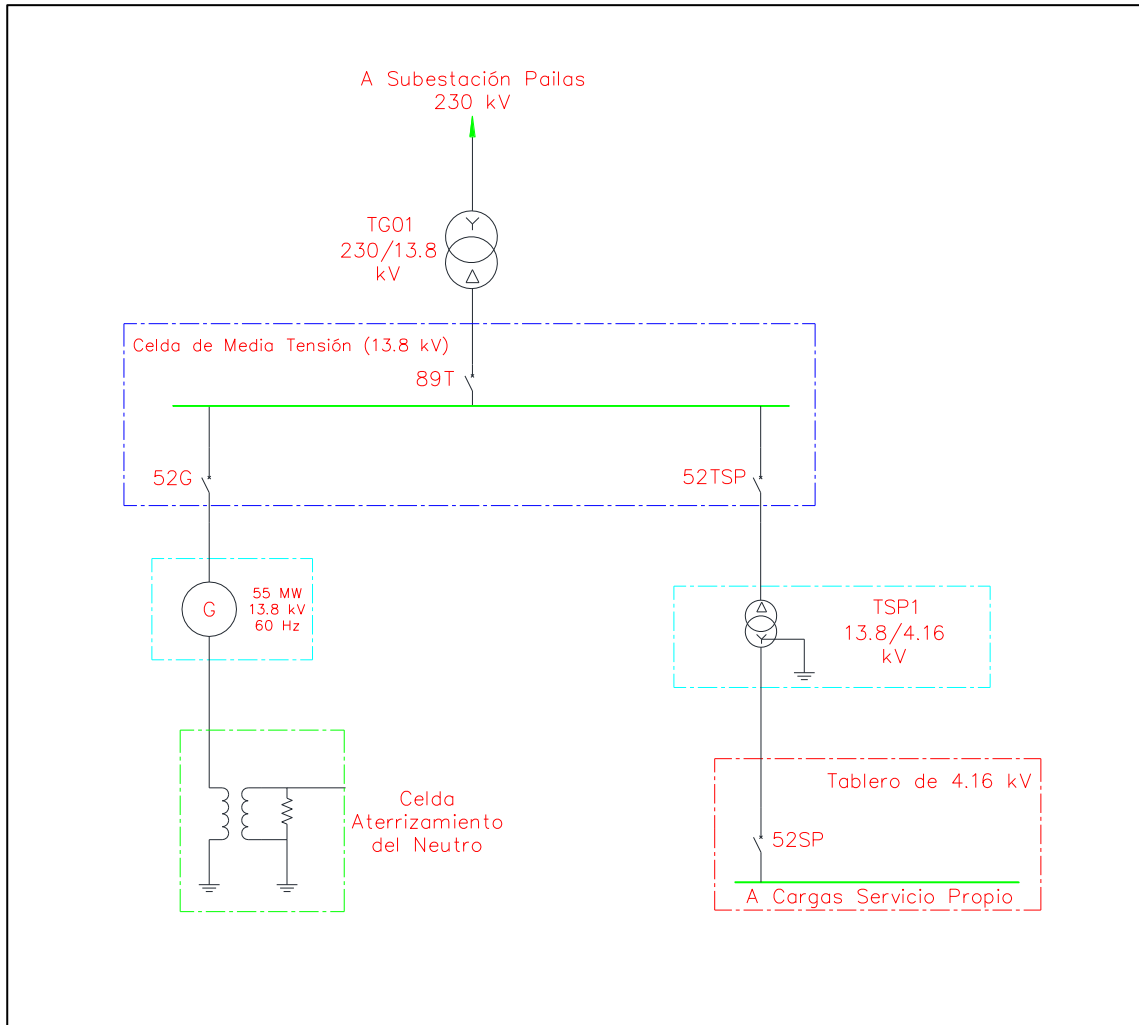 A Subestación Pailas
230 kV
TG01
230/13.8
kV
Celda de Media Tensión (13.8 kV)
89T
52G
52TSP
G
55 MW
13.8 kV
60 Hz
TSP1
13.8/4.16
kV
Celda
Aterrizamiento
del Neutro
Tablero de 4.16 kV
52SP
A Cargas Servicio Propio